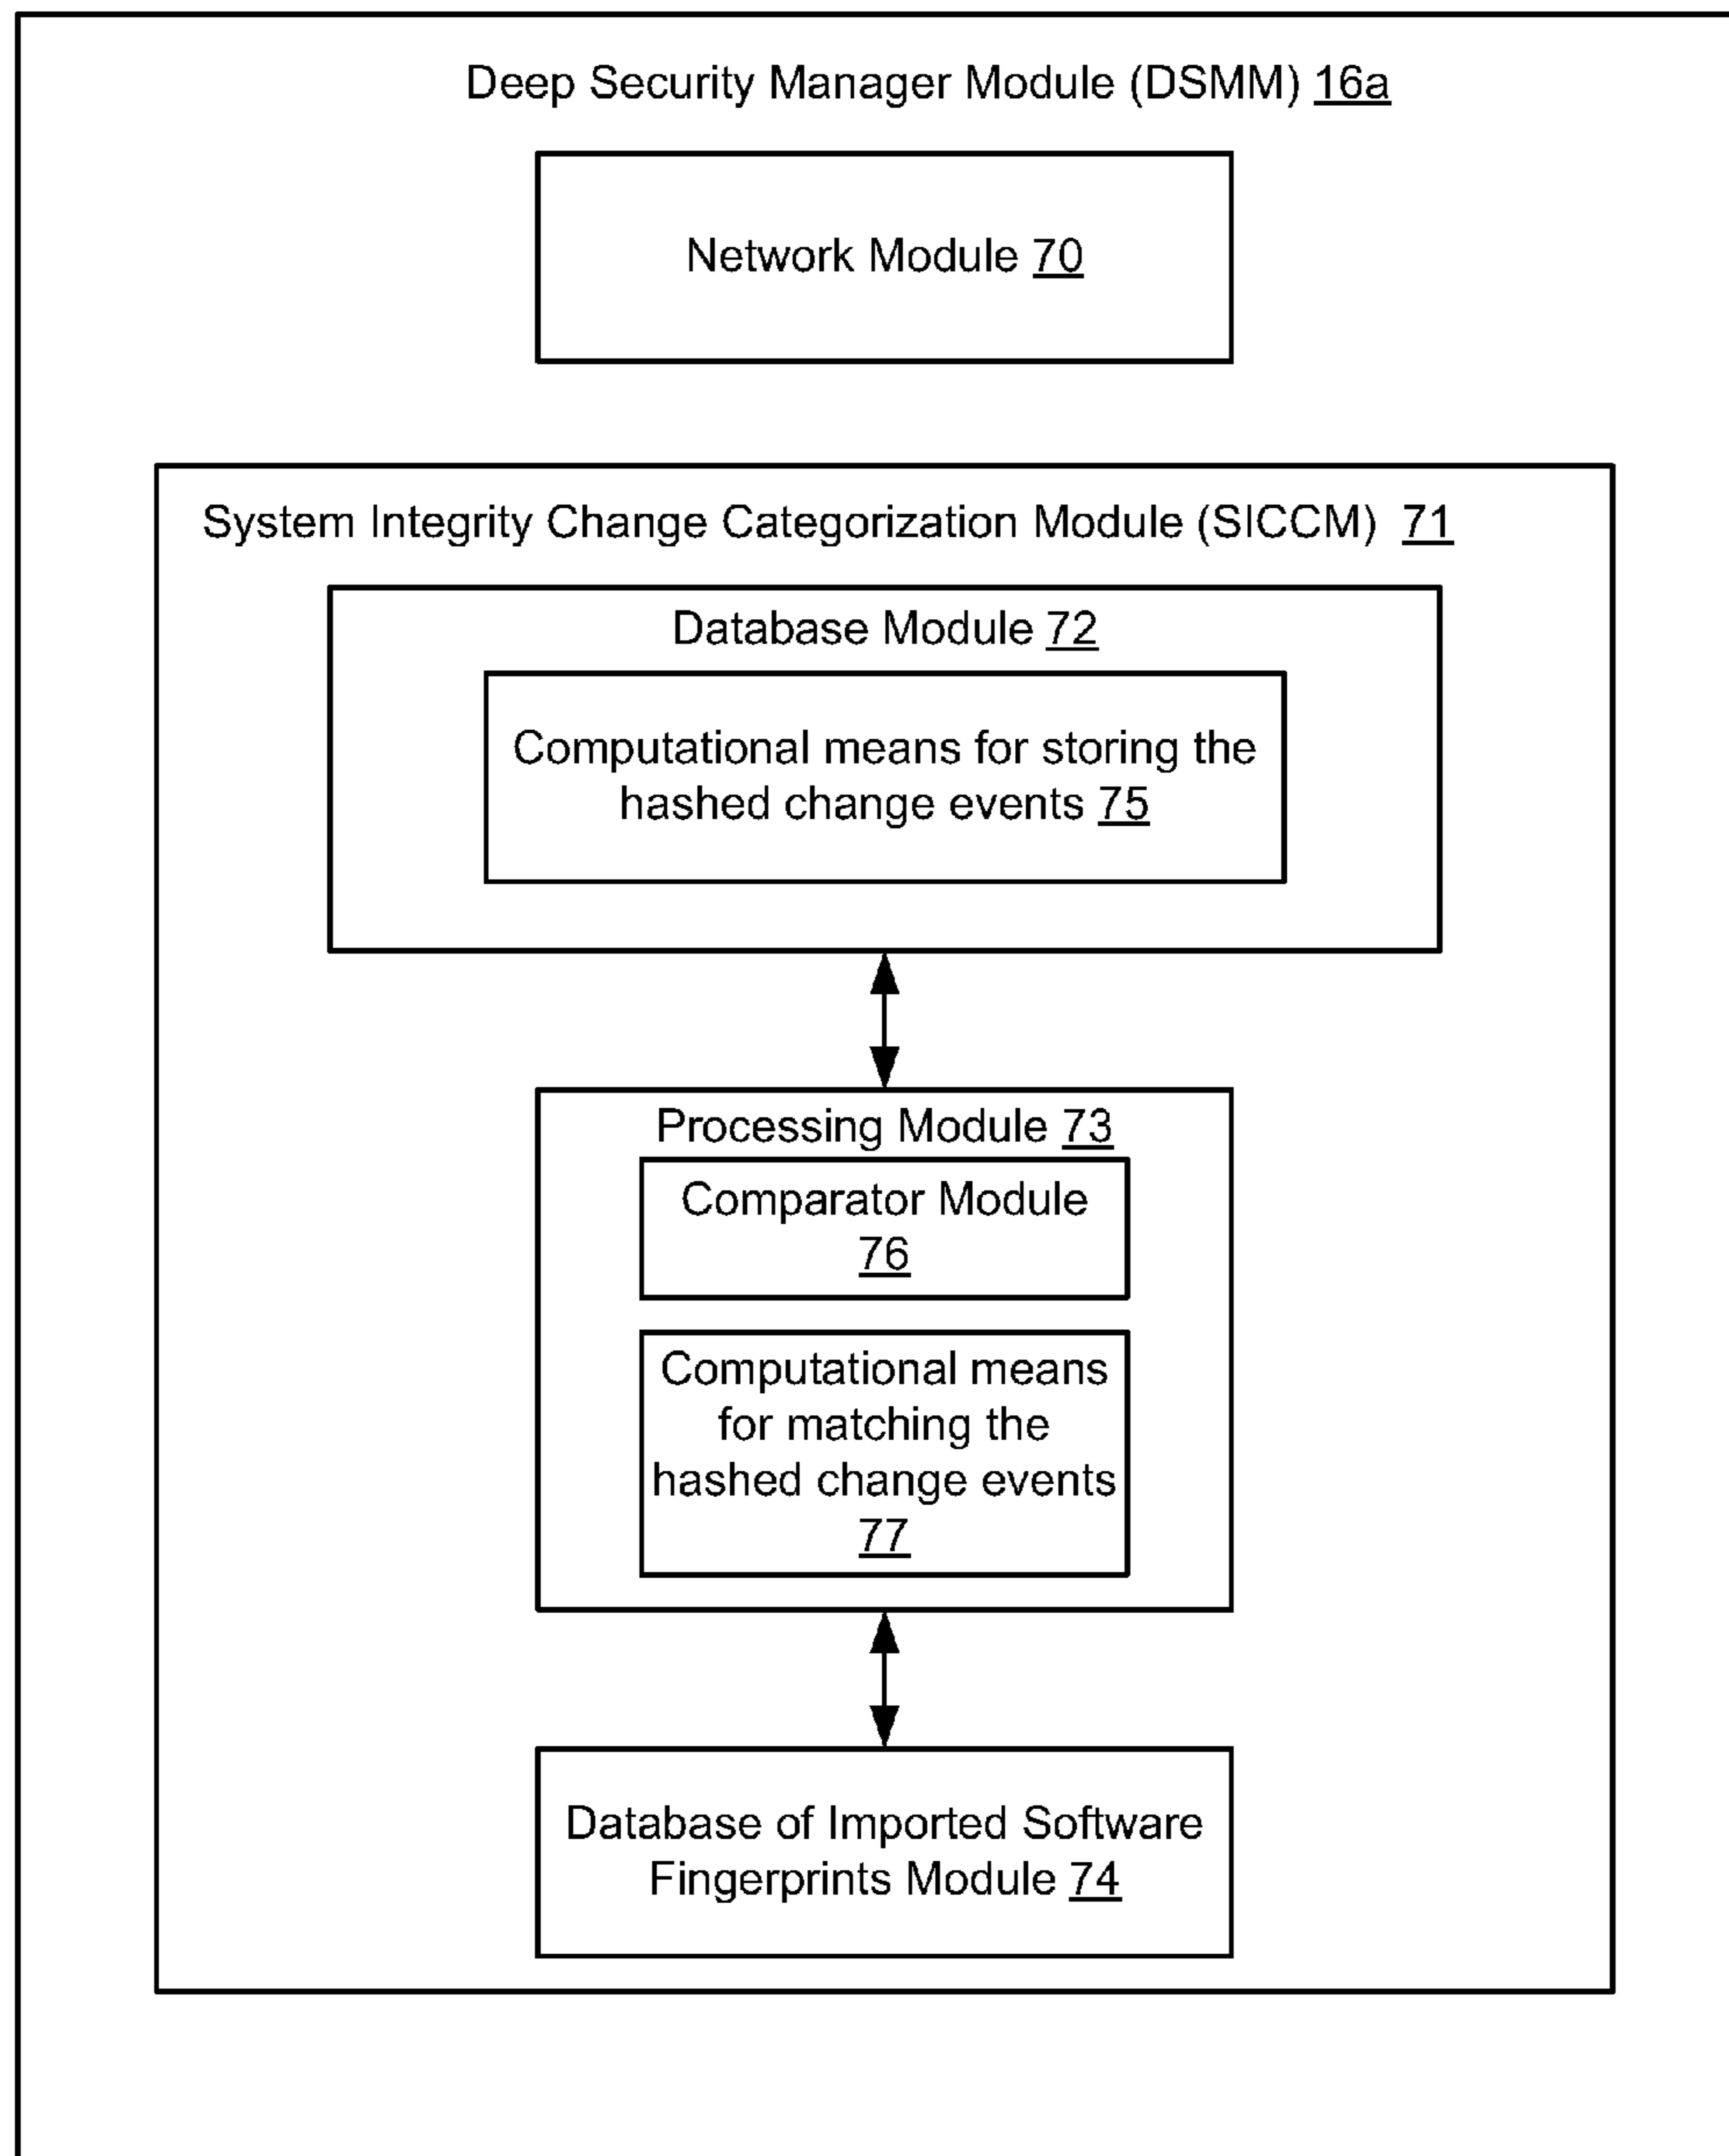 Deep Security Manager Module (DSMM) 16a
Network Module 70
System Integrity Change Categorization Module (SICCM) 71
Database Module 72
Computational means for storing the
hashed change events 75
Processing Module 73
Comparator Module
76
Computational means
for matching the
hashed change events
77
Database of Imported Software
Fingerprints Module 74